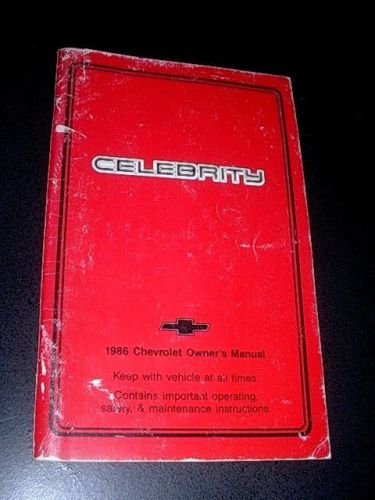 CELEBRITY
1986 Chevrolet Owner's Manual
Keep with vehicle at all times.
Contains important operating,
safety, & maintenance instructions.